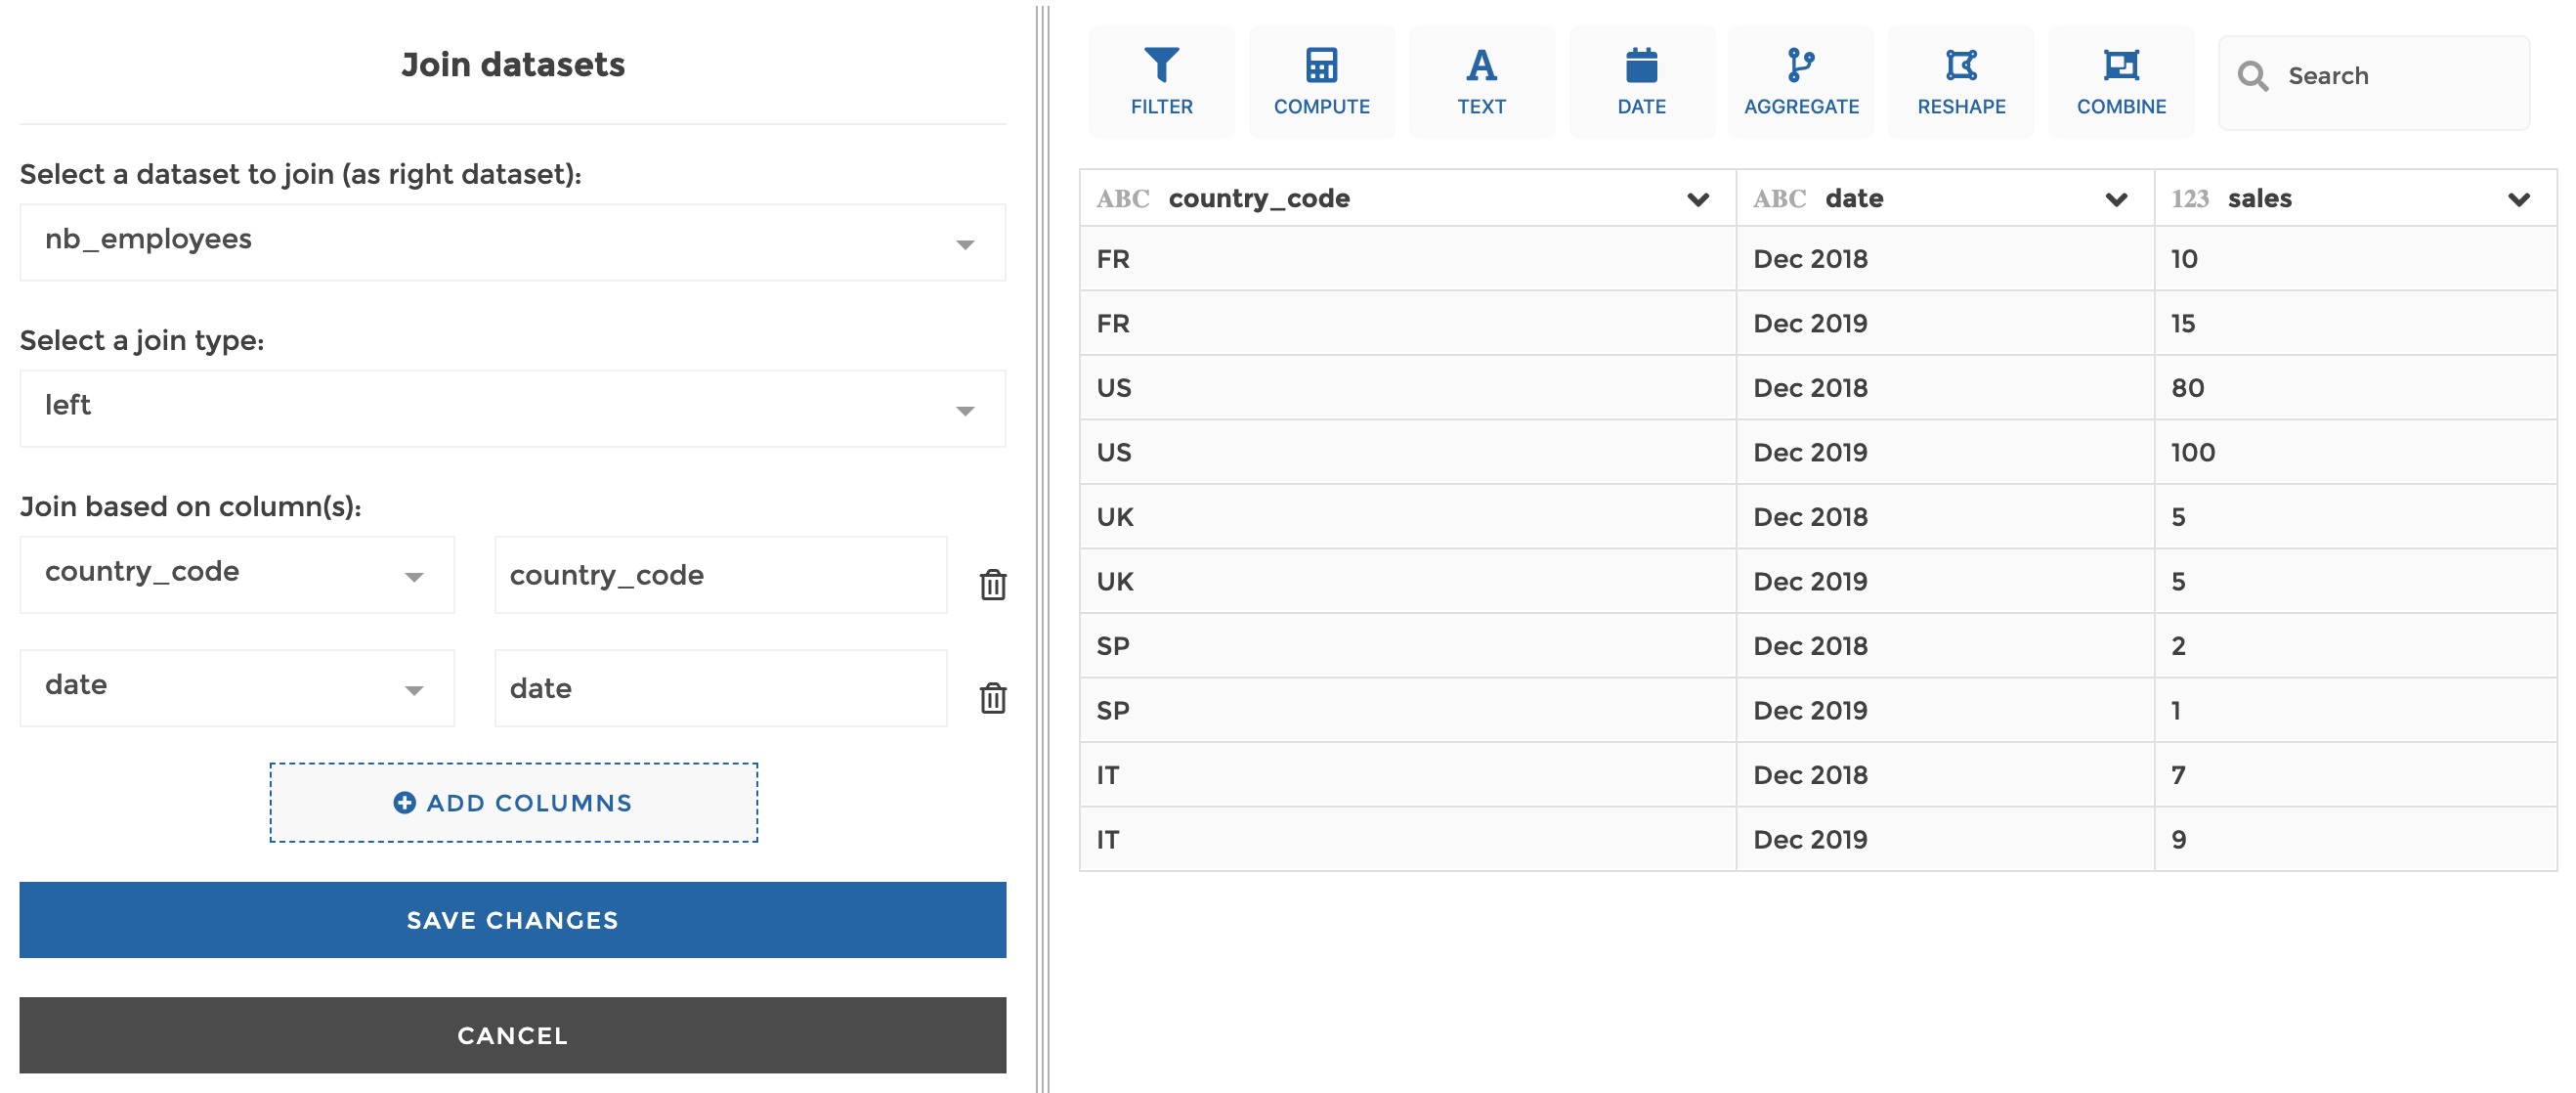 Join datasets
Select a dataset to join (as right dataset):
nb_employees
Select a join type:
left
Join based on column(s):
country_code country_code
date date
ADD COLUMNS
SAVE CHANGES
CANCEL
FILTER COMPUTE TEXT DATE AGGREGATE RESHAPE COMBINE Search
ABC country_code ABC date 123 sales
FR Dec 2018 10
FR Dec 2019 15
US Dec 2018 80
US Dec 2019 100
UK Dec 2018 5
UK Dec 2019 5
SP Dec 2018 2
SP Dec 2019 1
IT Dec 2018 7
IT Dec 2019 9